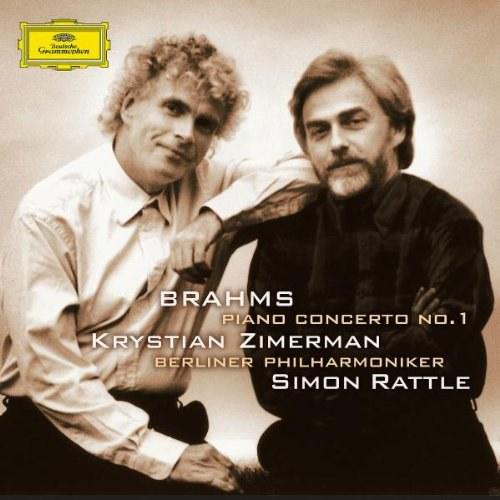 Deutsche
Grammophon
BRAHMS
PIANO CONCERTO NO.1
KRYSTIAN ZIMERMAN
BERLINER PHILHARMONIKER
SIMON RATTLE